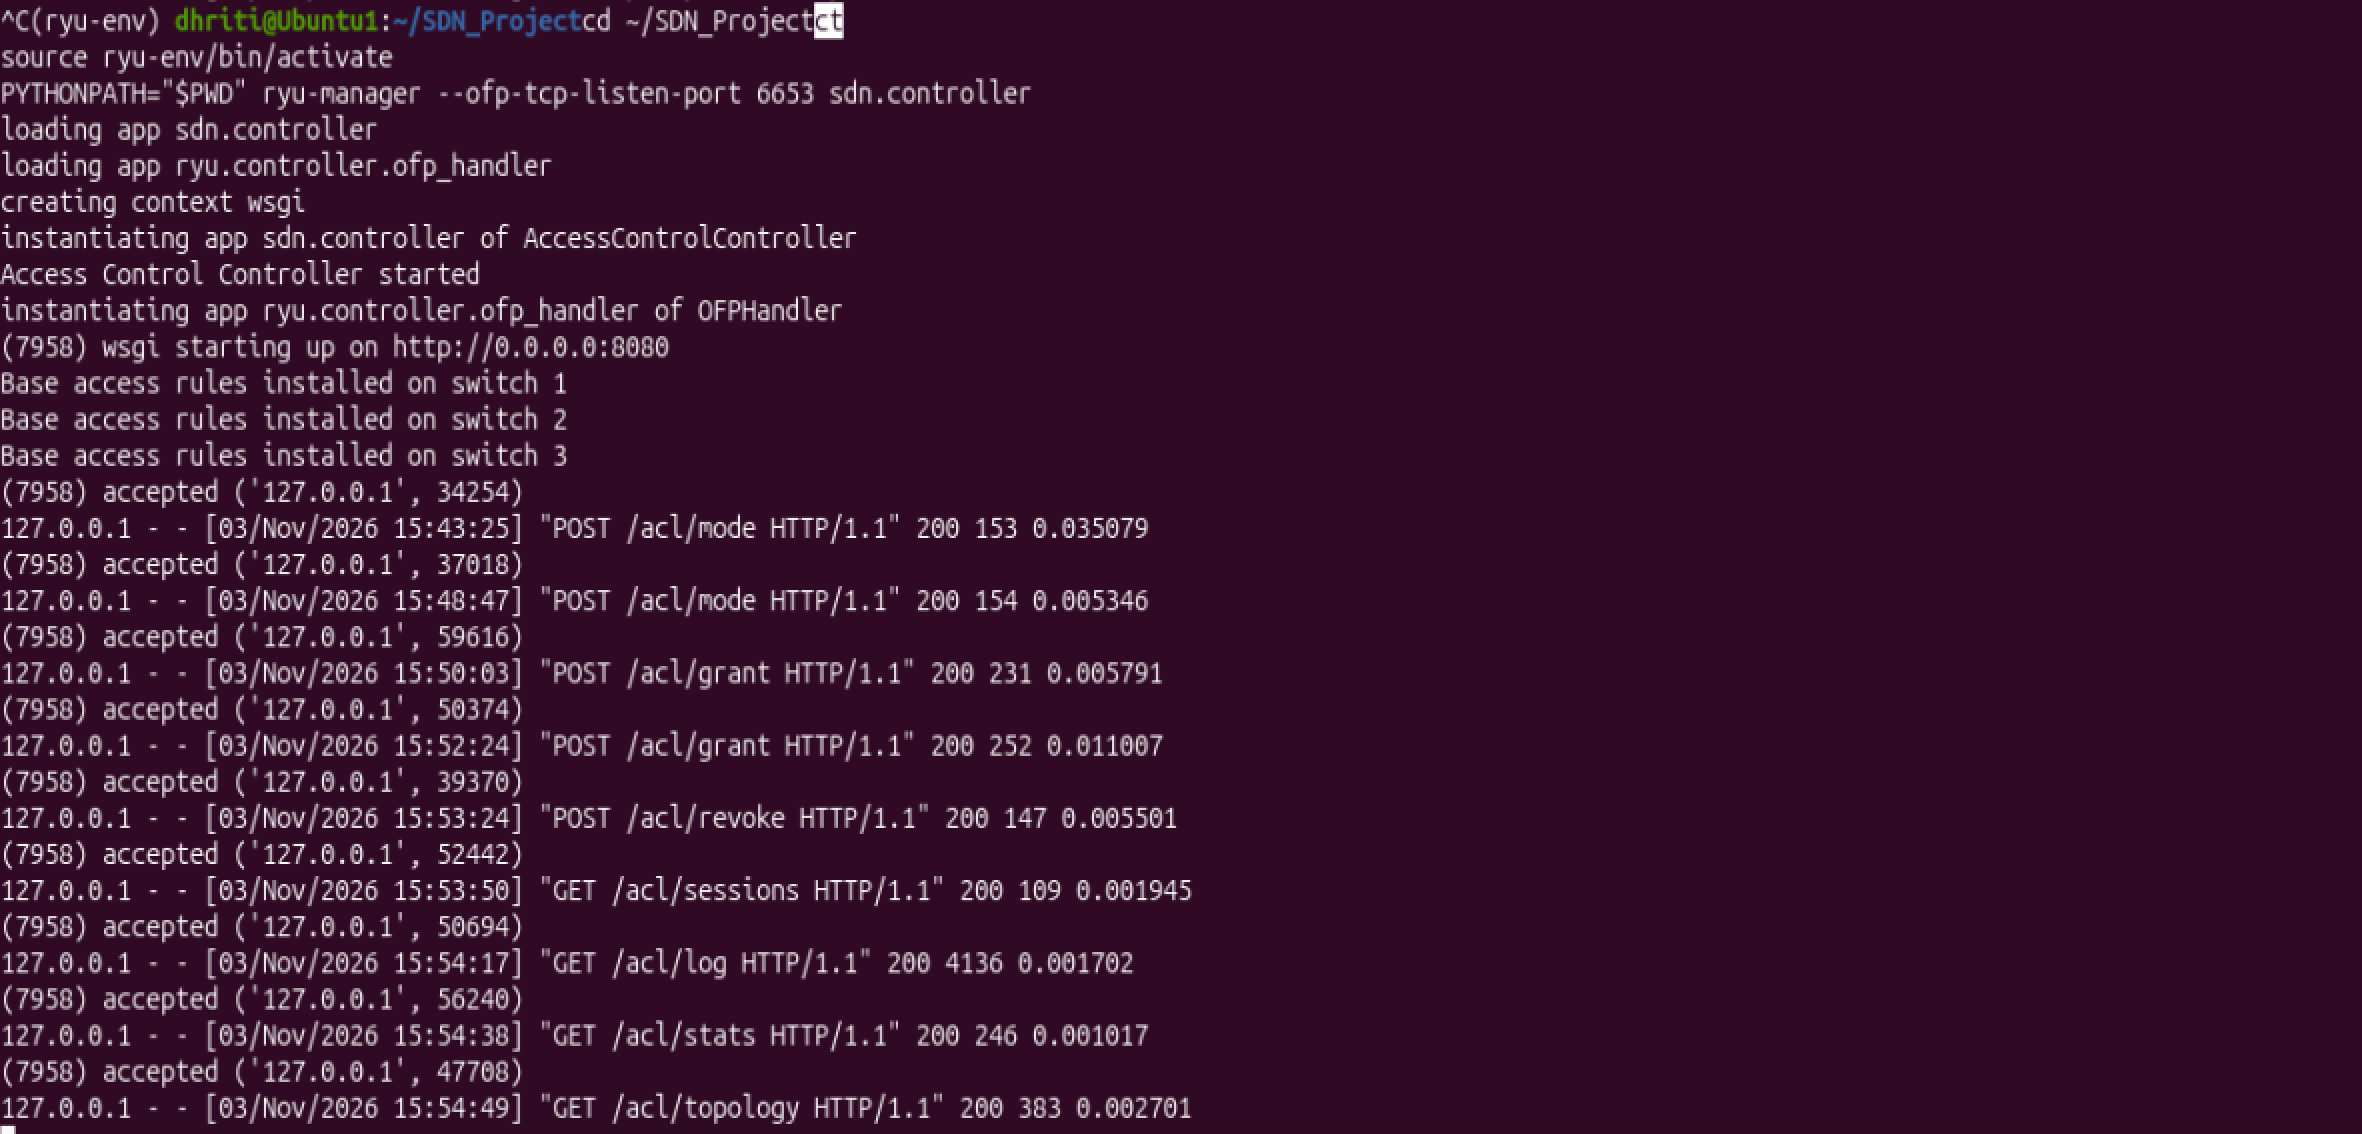 ^C(ryu-env) dhriti@Ubuntu1:~/SDN_Projectcd ~/SDN_Projectct
source ryu-env/bin/activate
PYTHONPATH="$PWD" ryu-manager --ofp-tcp-listen-port 6653 sdn.controller
loading app sdn.controller
loading app ryu.controller.ofp_handler
creating context wsgi
instantiating app sdn.controller of AccessControlController
Access Control Controller started
instantiating app ryu.controller.ofp_handler of OFPHandler
(7958) wsgi starting up on http://0.0.0.0:8080
Base access rules installed on switch 1
Base access rules installed on switch 2
Base access rules installed on switch 3
(7958) accepted ('127.0.0.1', 34254)
127.0.0.1 - - [03/Nov/2026 15:43:25] "POST /acl/mode HTTP/1.1" 200 153 0.035079
(7958) accepted ('127.0.0.1', 37018)
127.0.0.1 - - [03/Nov/2026 15:48:47] "POST /acl/mode HTTP/1.1" 200 154 0.005346
(7958) accepted ('127.0.0.1', 59616)
127.0.0.1 - - [03/Nov/2026 15:50:03] "POST /acl/grant HTTP/1.1" 200 231 0.005791
(7958) accepted ('127.0.0.1', 50374)
127.0.0.1 - - [03/Nov/2026 15:52:24] "POST /acl/grant HTTP/1.1" 200 252 0.011007
(7958) accepted ('127.0.0.1', 39370)
127.0.0.1 - - [03/Nov/2026 15:53:24] "POST /acl/revoke HTTP/1.1" 200 147 0.005501
(7958) accepted ('127.0.0.1', 52442)
127.0.0.1 - - [03/Nov/2026 15:53:50] "GET /acl/sessions HTTP/1.1" 200 109 0.001945
(7958) accepted ('127.0.0.1', 50694)
127.0.0.1 - - [03/Nov/2026 15:54:17] "GET /acl/log HTTP/1.1" 200 4136 0.001702
(7958) accepted ('127.0.0.1', 56240)
127.0.0.1 - - [03/Nov/2026 15:54:38] "GET /acl/stats HTTP/1.1" 200 246 0.001017
(7958) accepted ('127.0.0.1', 47708)
127.0.0.1 - - [03/Nov/2026 15:54:49] "GET /acl/topology HTTP/1.1" 200 383 0.002701